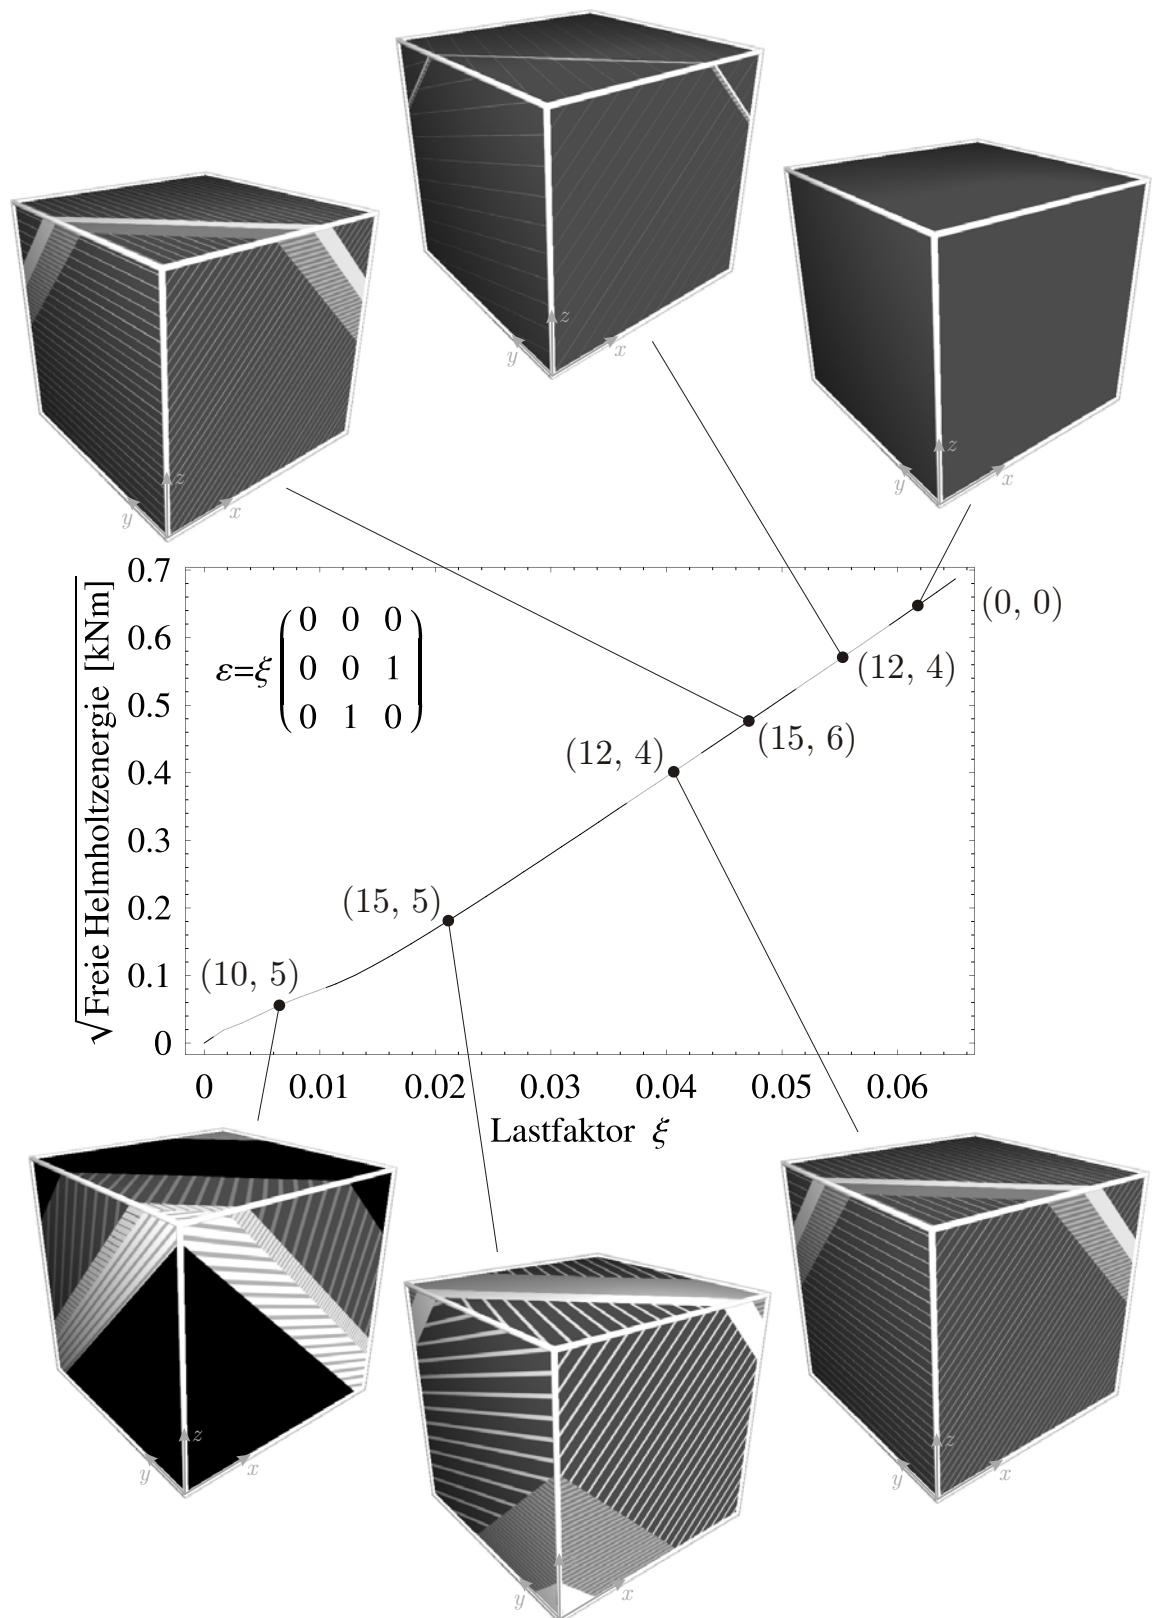 z
y
x
z
y
x
z
y
x
0.7
0.6
0.5
0.4
0.3
0.2
0.1
0
√Freie Helmholtzenergie [kNm]
ε=ξ
0 0 0
0 0 1
0 1 0
(0, 0)
(12, 4)
(15, 6)
(12, 4)
(15, 5)
(10, 5)
0 0.01 0.02 0.03 0.04 0.05 0.06
Lastfaktor ξ
z
y
x
z
y
x
y
x